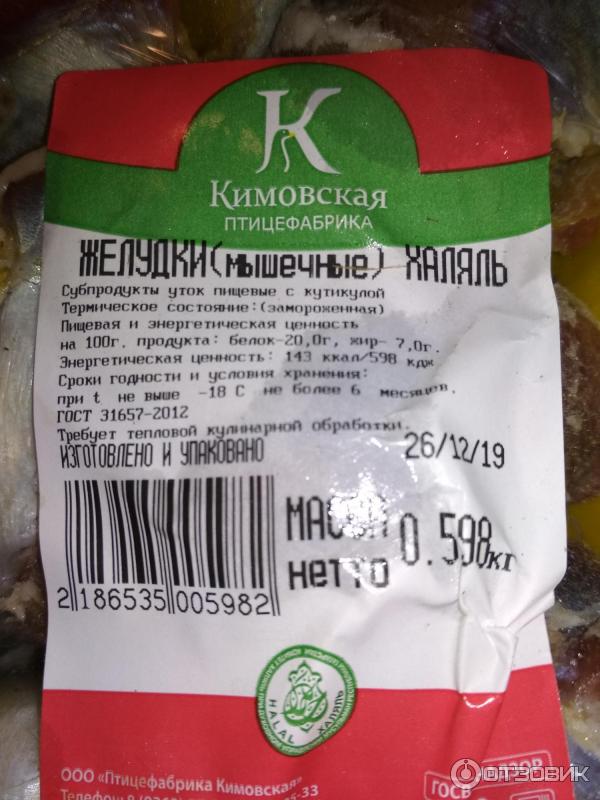 К
Кимовская
ПТИЦЕФАБРИКА
ЖЕЛУДКИ(мышечные) ХАЛЯЛЬ
Субпродукты уток пищевые с кутикулой
Термическое состояние:(замороженная)
Пищевая и энергетическая ценность
на 100г. продукта: белок-20,0г, жир- 7,0г.
Энергетическая ценность: 143 ккал/598 кдж
Сроки годности и условия хранения:
при t не выше -18 С не более 6 месяцев.
ГОСТ 31657-2012
Требует тепловой кулинарной обработки.
ИЗГОТОВЛЕНО И УПАКОВАНО 26/12/19
МАССА
нетто 0.598кг
2 186535 005982
HALAL ХАЛЯЛЬ
ООО «Птицефабрика Кимовская»
ГОСВ
ОТЗОВИК